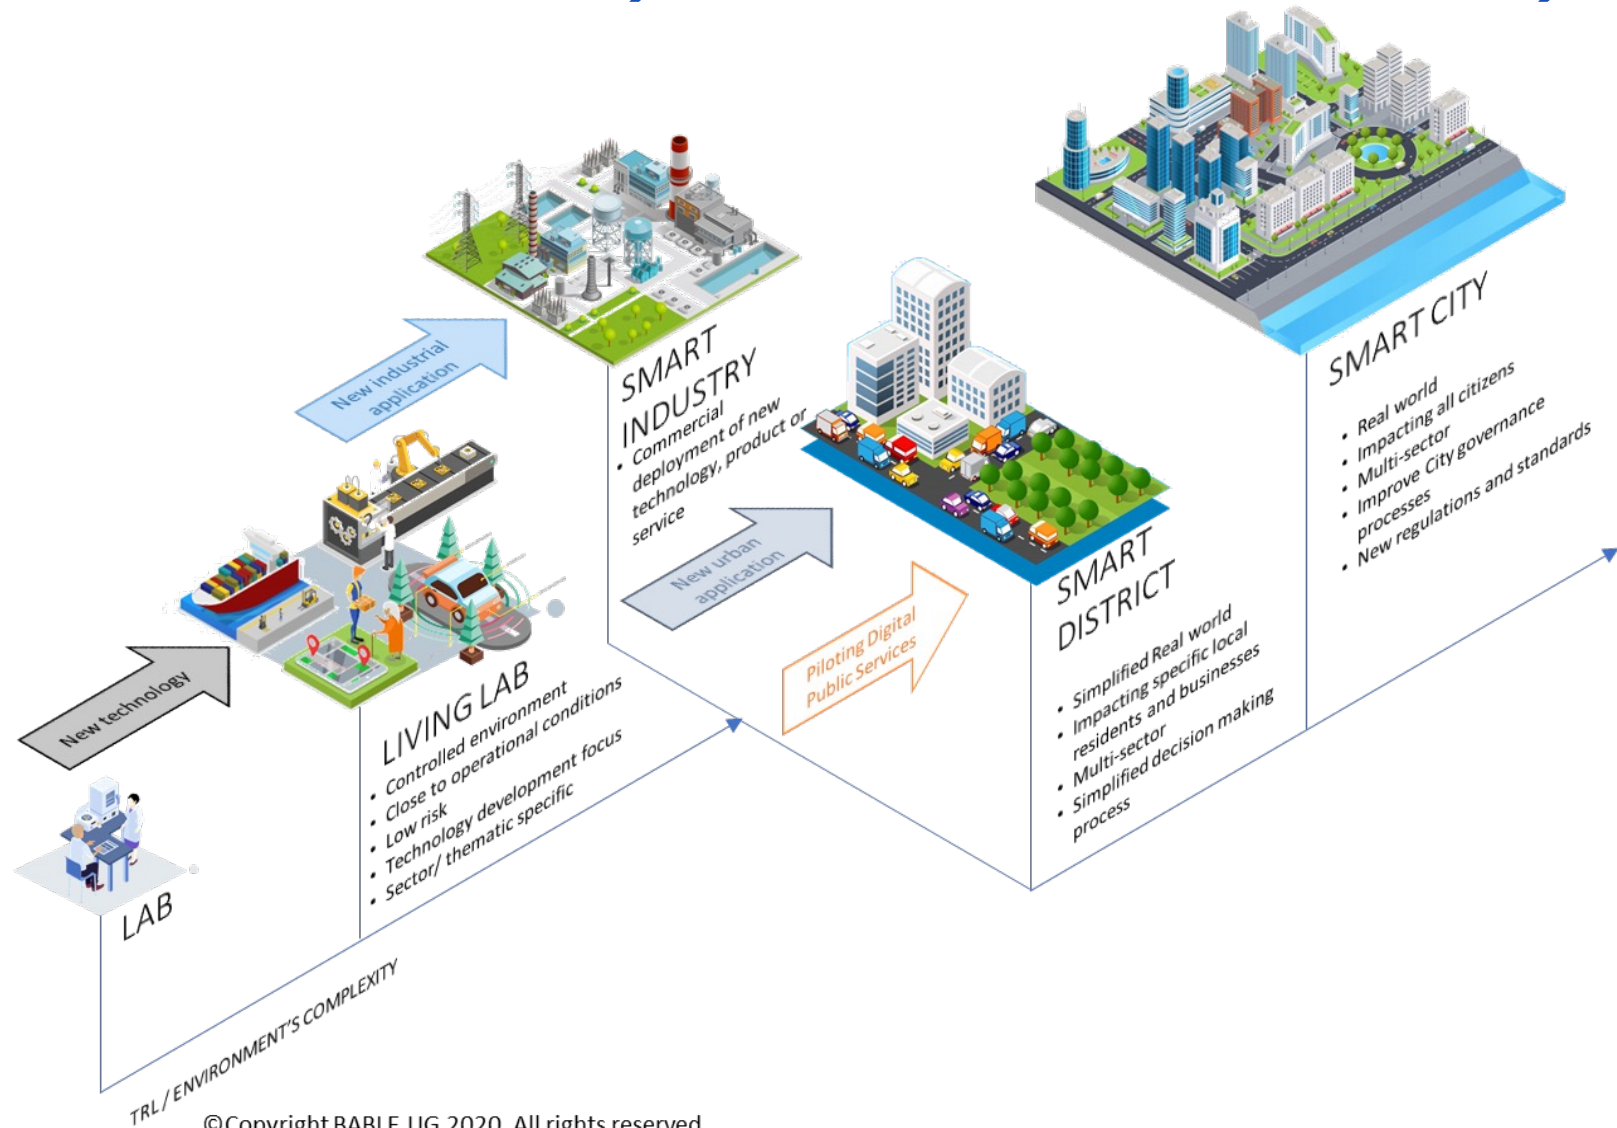 New technology
LAB
TRL / ENVIRONMENT'S COMPLEXITY
New industrial
application
LIVING LAB
• Controlled environment
• Close to operational conditions
• Low risk
• Technology development focus
• Sector/ thematic specific
SMART
INDUSTRY
• Commercial
deployment of new
technology, product or
service
New urban
application
Piloting Digital
Public Services
SMART
DISTRICT
• Simplified Real world
• Impacting specific local
residents and businesses
• Multi-sector
• Simplified decision making
process
SMART CITY
• Real world
• Impacting all citizens
• Multi-sector
• Improve City governance
processes
• New regulations and standards
©Copyright BABLE UG 2020. All rights reserved